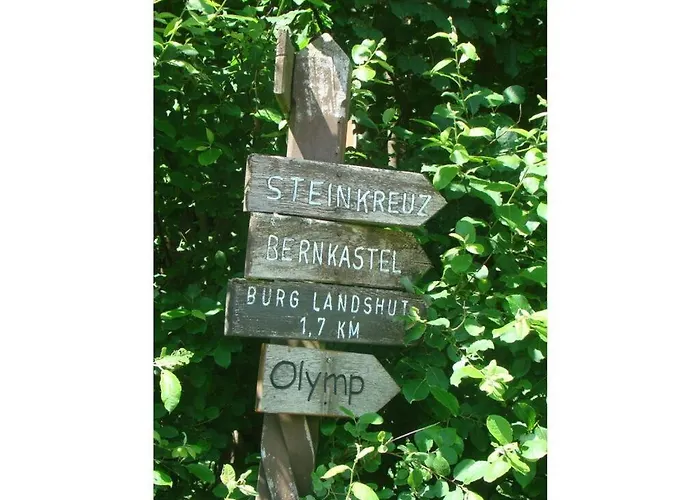 STEINKREUZ
BERNKASTEL
BURG LANDSHUT
1,7 KM
Olymp